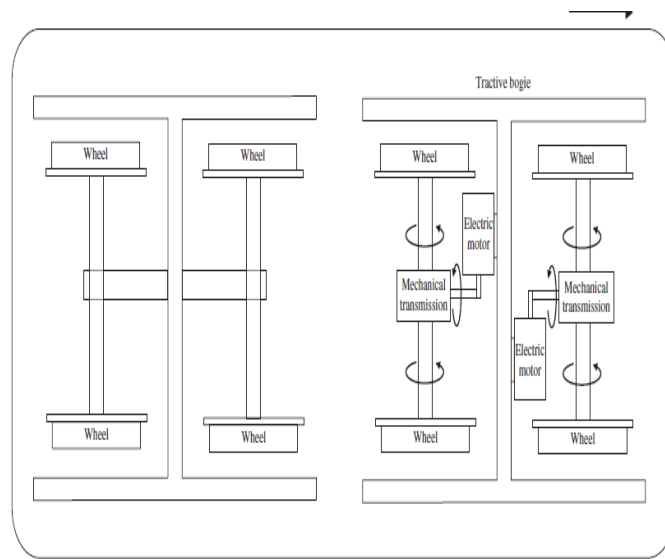 Tractive bogie
Wheel
Wheel
Wheel
Wheel
Electric
motor
Mechanical
transmission
Mechanical
transmission
Electric
motor
Wheel
Wheel
Wheel
Wheel